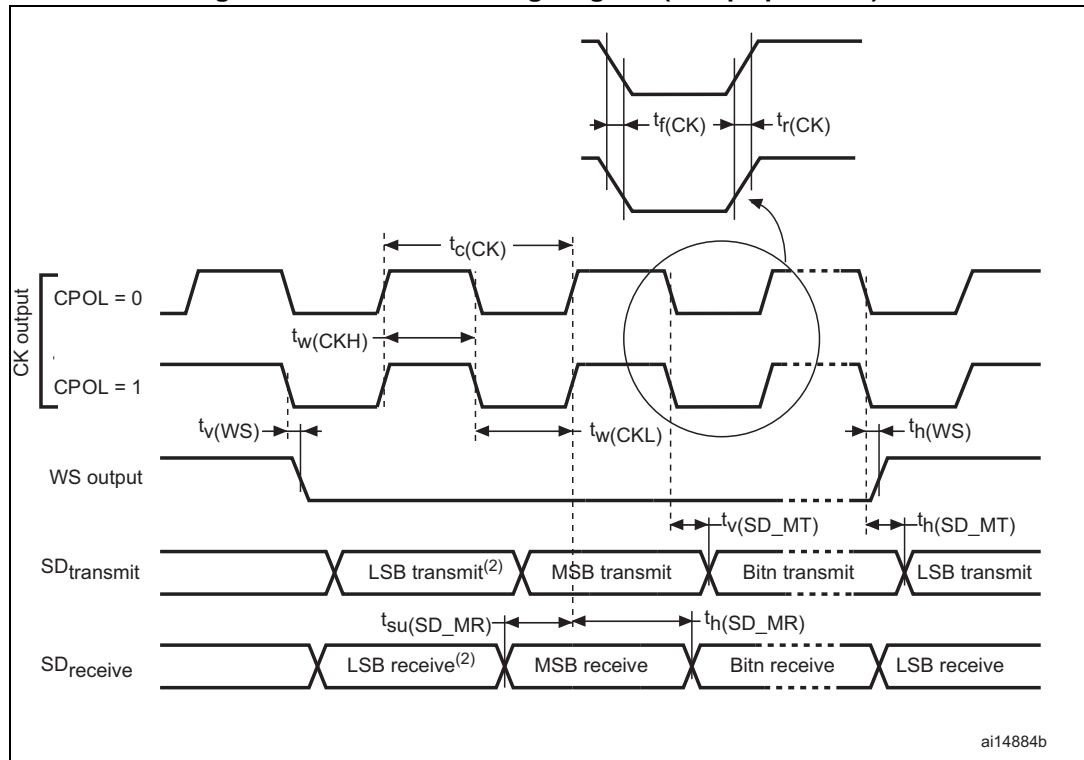 tf(CK)
tr(CK)
tc(CK)
CK output
CPOL = 0
tw(CKH)
CPOL = 1
tv(WS)
tw(CKL)
th(WS)
WS output
tv(SD_MT)
th(SD_MT)
SDtransmit
LSB transmit(2)
MSB transmit
Bitn transmit
LSB transmit
tsu(SD_MR)
th(SD_MR)
SDreceive
LSB receive(2)
MSB receive
Bitn receive
LSB receive
ai14884b